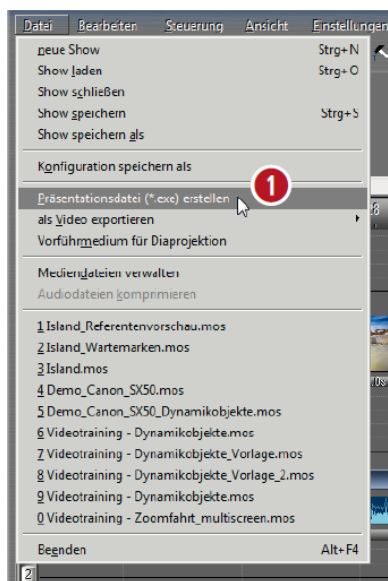 Datei Bearbeiten Steuerung Ansicht Einstellungen
neue Show Strg+N
Show laden Strg+O
Show schließen
Show speichern Strg+S
Show speichern als
Konfiguration speichern als
1
Präsentationsdatei (*.exe) erstellen
als Video exportieren
Vorführmedium für Diaprojektion
Mediendateien verwalten
Audiodateien komprimieren
1 Island_Referentenvorschau.mos
2 Island_Wartemarken.mos
3 Island.mos
4 Demo_Canon_SX50.mos
5 Demo_Canon_SX50_Dynamikobjekte.mos
6 Videotraining - Dynamikobjekte.mos
7 Videotraining - Dynamikobjekte_Vorlage.mos
8 Videotraining - Dynamikobjekte_Vorlage_2.mos
9 Videotraining - Dynamikobjekte.mos
0 Videotraining - Zoomfahrt_multiscreen.mos
Beenden Alt+F4
2